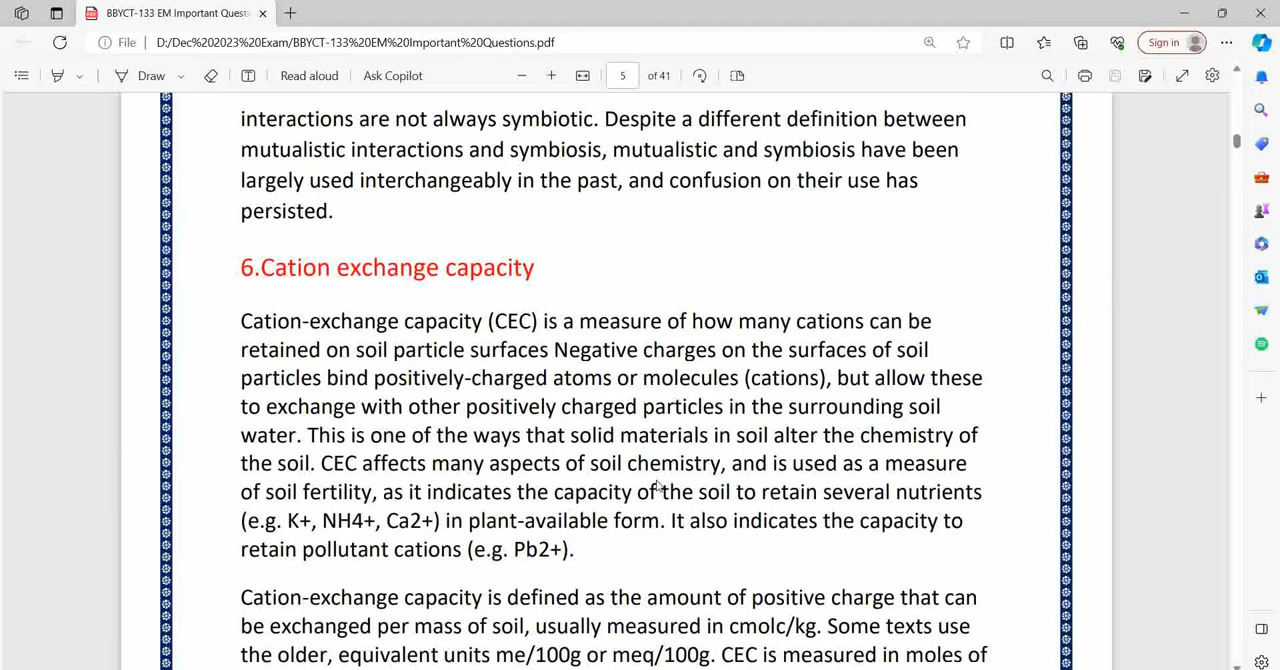 BBYCT-133 EM Important Quest
File
D:/Dec%202023%20Exam/BBYCT-133%20EM%20Important%20Questions.pdf
Sign in
Draw
Read aloud
Ask Copilot
5
of 41
interactions are not always symbiotic. Despite a different definition between
mutualistic interactions and symbiosis, mutualistic and symbiosis have been
largely used interchangeably in the past, and confusion on their use has
persisted.
6.Cation exchange capacity
Cation-exchange capacity (CEC) is a measure of how many cations can be
retained on soil particle surfaces Negative charges on the surfaces of soil
particles bind positively-charged atoms or molecules (cations), but allow these
to exchange with other positively charged particles in the surrounding soil
water. This is one of the ways that solid materials in soil alter the chemistry of
the soil. CEC affects many aspects of soil chemistry, and is used as a measure
of soil fertility, as it indicates the capacity of the soil to retain several nutrients
(e.g. K+, NH4+, Ca2+) in plant-available form. It also indicates the capacity to
retain pollutant cations (e.g. Pb2+).
Cation-exchange capacity is defined as the amount of positive charge that can
be exchanged per mass of soil, usually measured in cmolc/kg. Some texts use
the older, equivalent units me/100g or meq/100g. CEC is measured in moles of